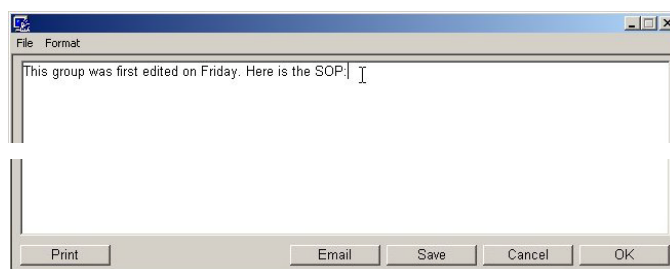 File Format
This group was first edited on Friday. Here is the SOP:
Print Email Save Cancel OK